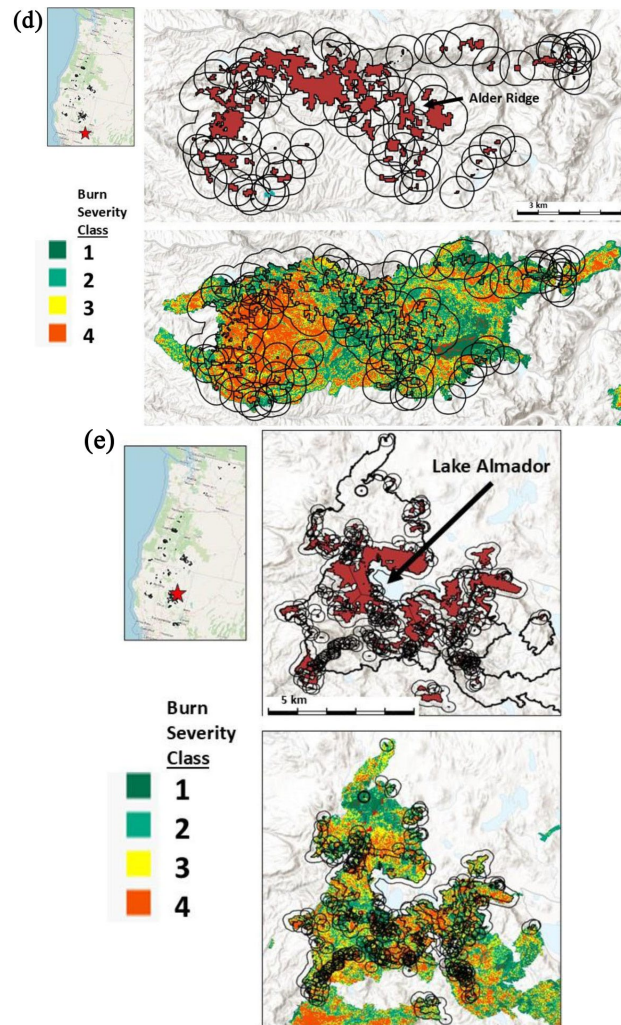 (d)
Alder Ridge
3 km
Burn
Severity
Class
1
2
3
4
(e)
Lake Almador
5 km
Burn
Severity
Class
1
2
3
4